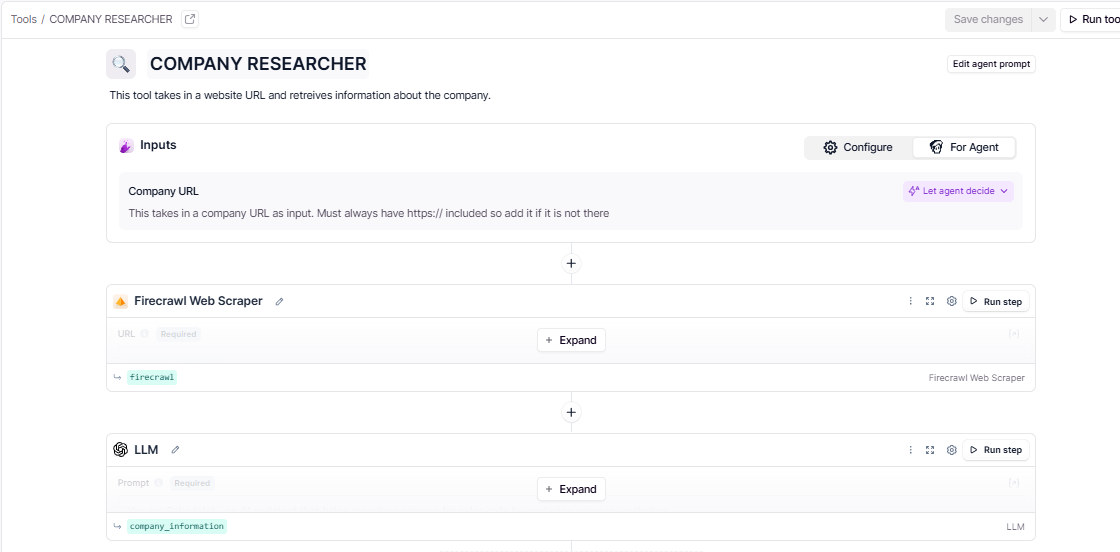 Tools / COMPANY RESEARCHER
Save changes
Run too
COMPANY RESEARCHER
Edit agent prompt
This tool takes in a website URL and retreives information about the company.
Inputs
Configure
For Agent
Company URL
Let agent decide
This takes in a company URL as input. Must always have https:// included so add it if it is not there
+
Firecrawl Web Scraper
Run step
URL Required
+ Expand
firecrawl
Firecrawl Web Scraper
+
LLM
Run step
Prompt Required
+ Expand
company_information
LLM